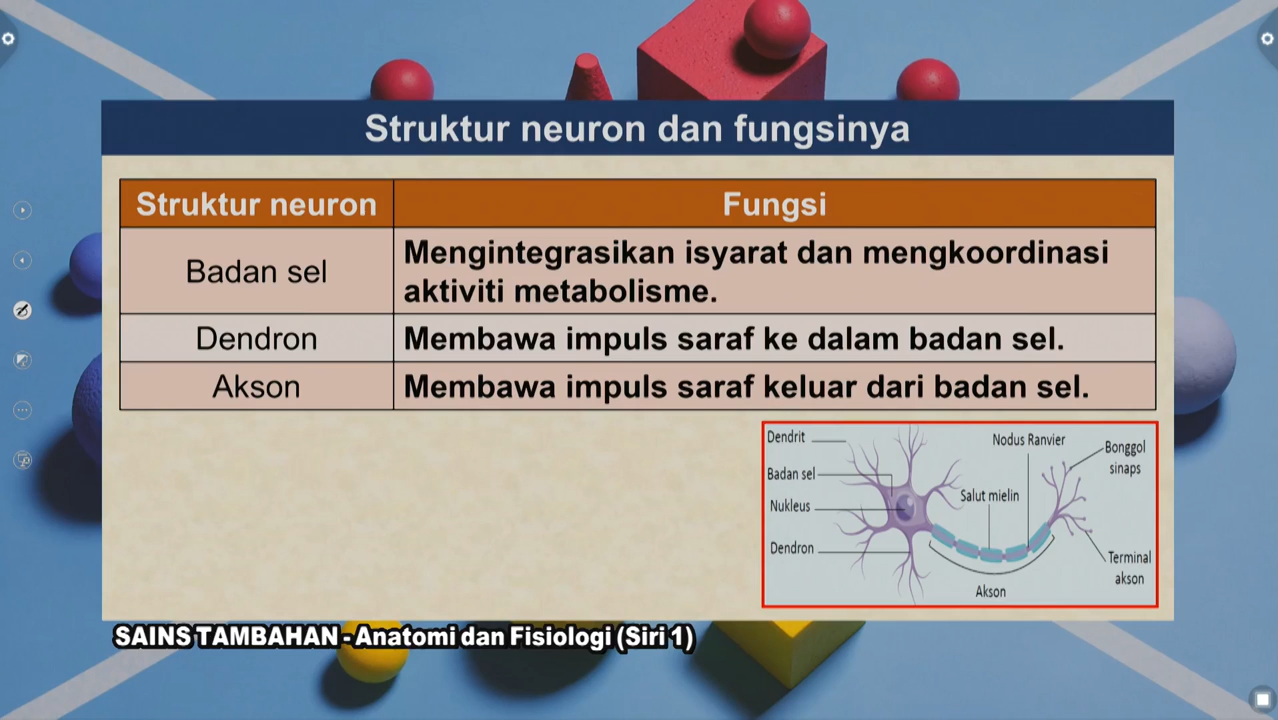 Struktur neuron dan fungsinya
Struktur neuron
Fungsi
Badan sel
Mengintegrasikan isyarat dan mengkoordinasi
aktiviti metabolisme.
Dendron
Membawa impuls saraf ke dalam badan sel.
Akson
Membawa impuls saraf keluar dari badan sel.
Dendrit
Badan sel
Nukleus
Dendron
Nodus Ranvier
Salut mielin
Bonggol
sinaps
Terminal
akson
Akson
SAINS TAMBAHAN - Anatomi dan Fisiologi (Siri 1)